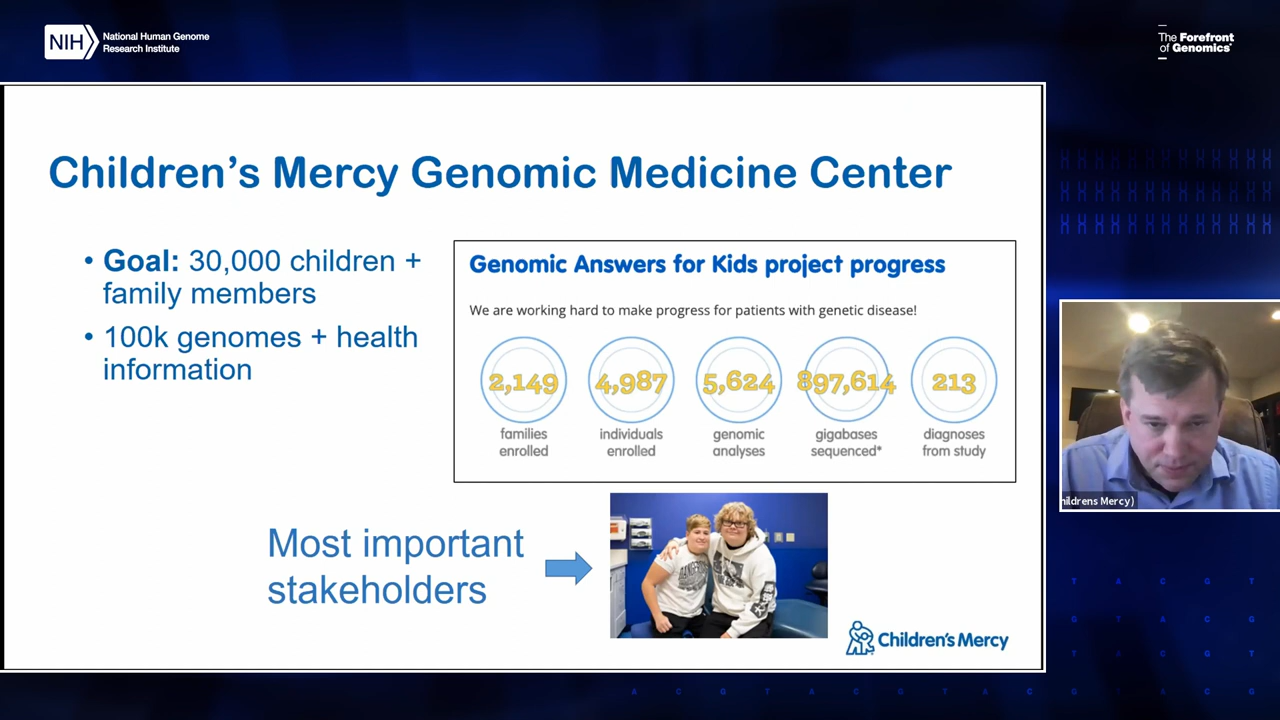 NIH
National Human Genome
Research Institute
The Forefront
of Genomics®
Children's Mercy Genomic Medicine Center
• Goal: 30,000 children +
family members
• 100k genomes + health
information
Genomic Answers for Kids project progress
We are working hard to make progress for patients with genetic disease!
2,149
families
enrolled
4,987
individuals
enrolled
5,624
genomic
analyses
897,614
gigabases
sequenced*
213
diagnoses
from study
Most important
stakeholders
Children's Mercy
hildrens Mercy)
T A C G T
G T A C G
T A C G T
A C G T A C G T A C G T A C G